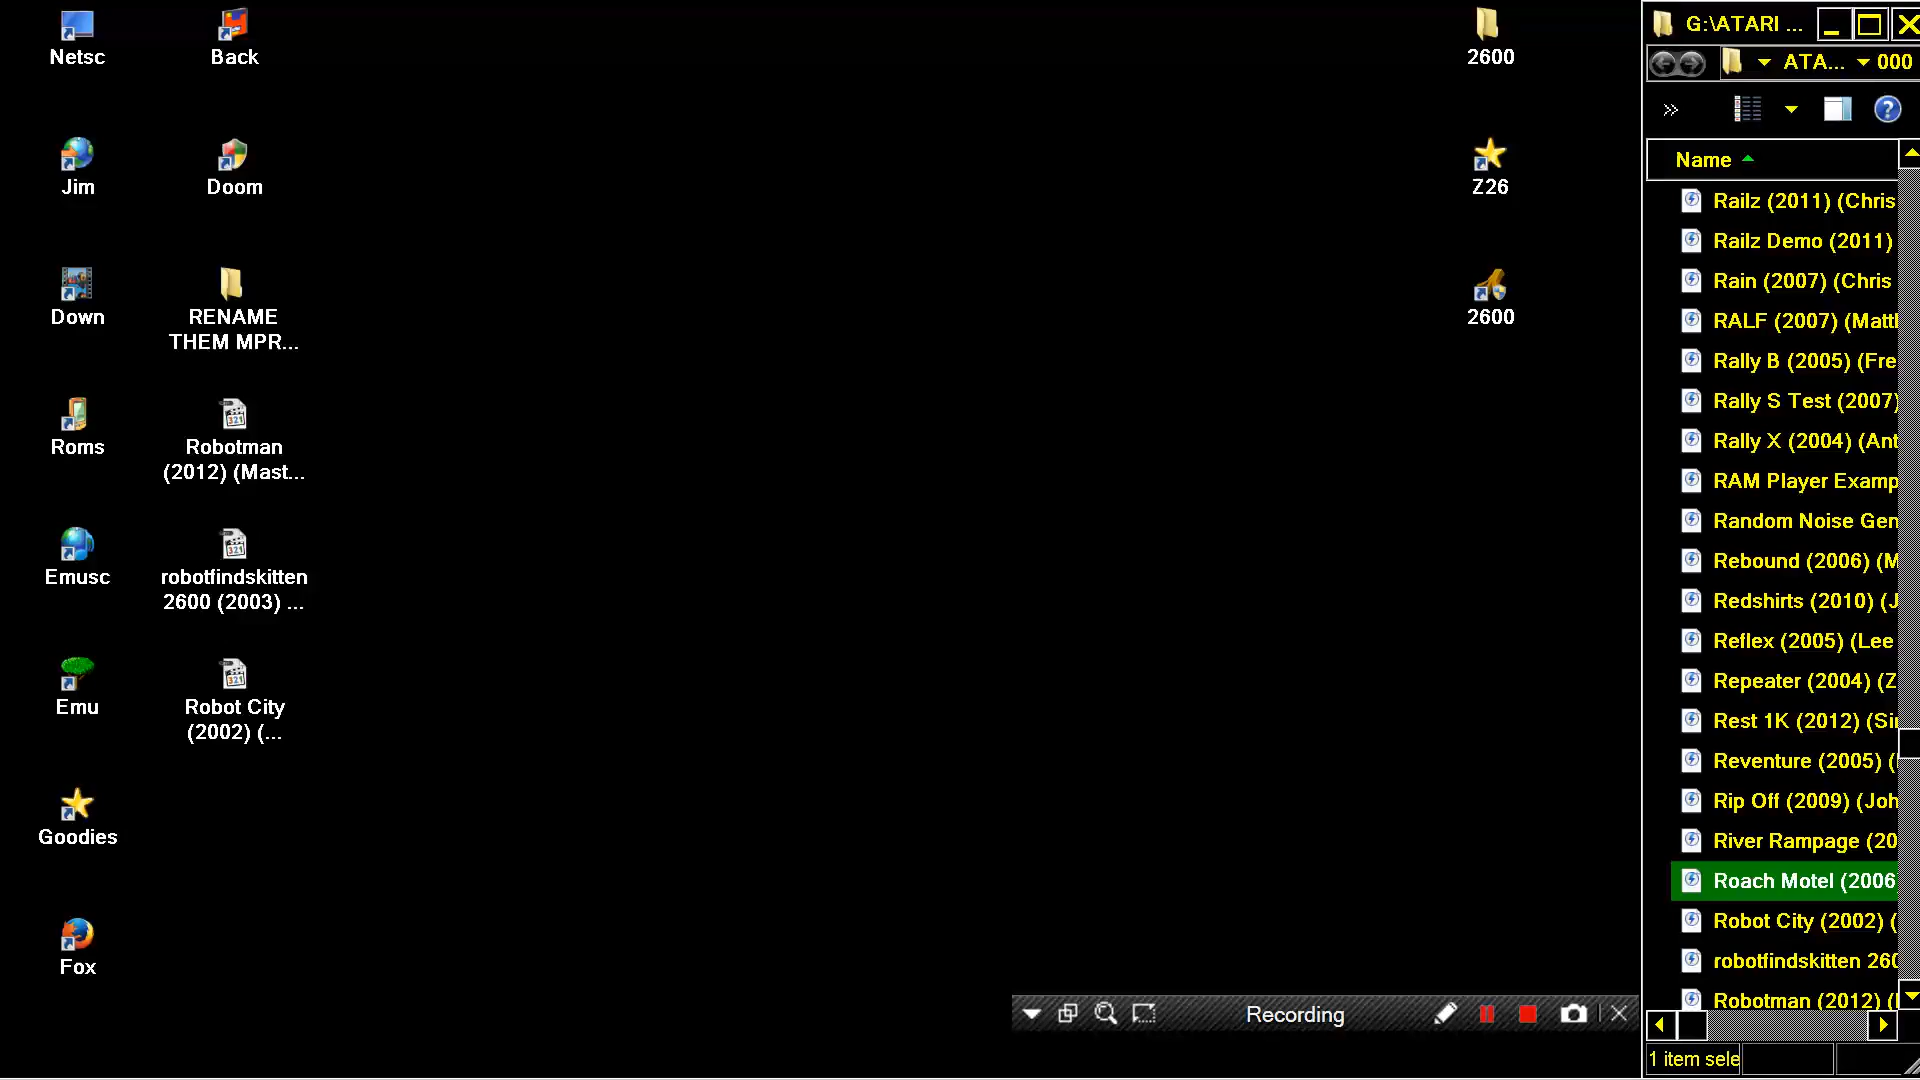 Netsc
Back
Jim
Doom
Down
RENAME
THEM MPR...
Roms
Robotman
(2012) (Mast...
Emusc
robotfindskitten
2600 (2003) ...
Emu
Robot City
(2002) (...
Goodies
Fox
2600
Z26
2600
Recording
G:\ATARI ...
ATA... 000
Name
Railz (2011) (Chris
Railz Demo (2011)
Rain (2007) (Chris
RALF (2007) (Matt
Rally B (2005) (Fre
Rally S Test (2007)
Rally X (2004) (Ant
RAM Player Examp
Random Noise Gen
Rebound (2006) (M
Redshirts (2010) (J
Reflex (2005) (Lee
Repeater (2004) (Z
Rest 1K (2012) (Si
Reventure (2005) (
Rip Off (2009) (Joh
River Rampage (20
Roach Motel (2006
Robot City (2002) (
robotfindskitten 260
Robotman (2012) (
1 item sele